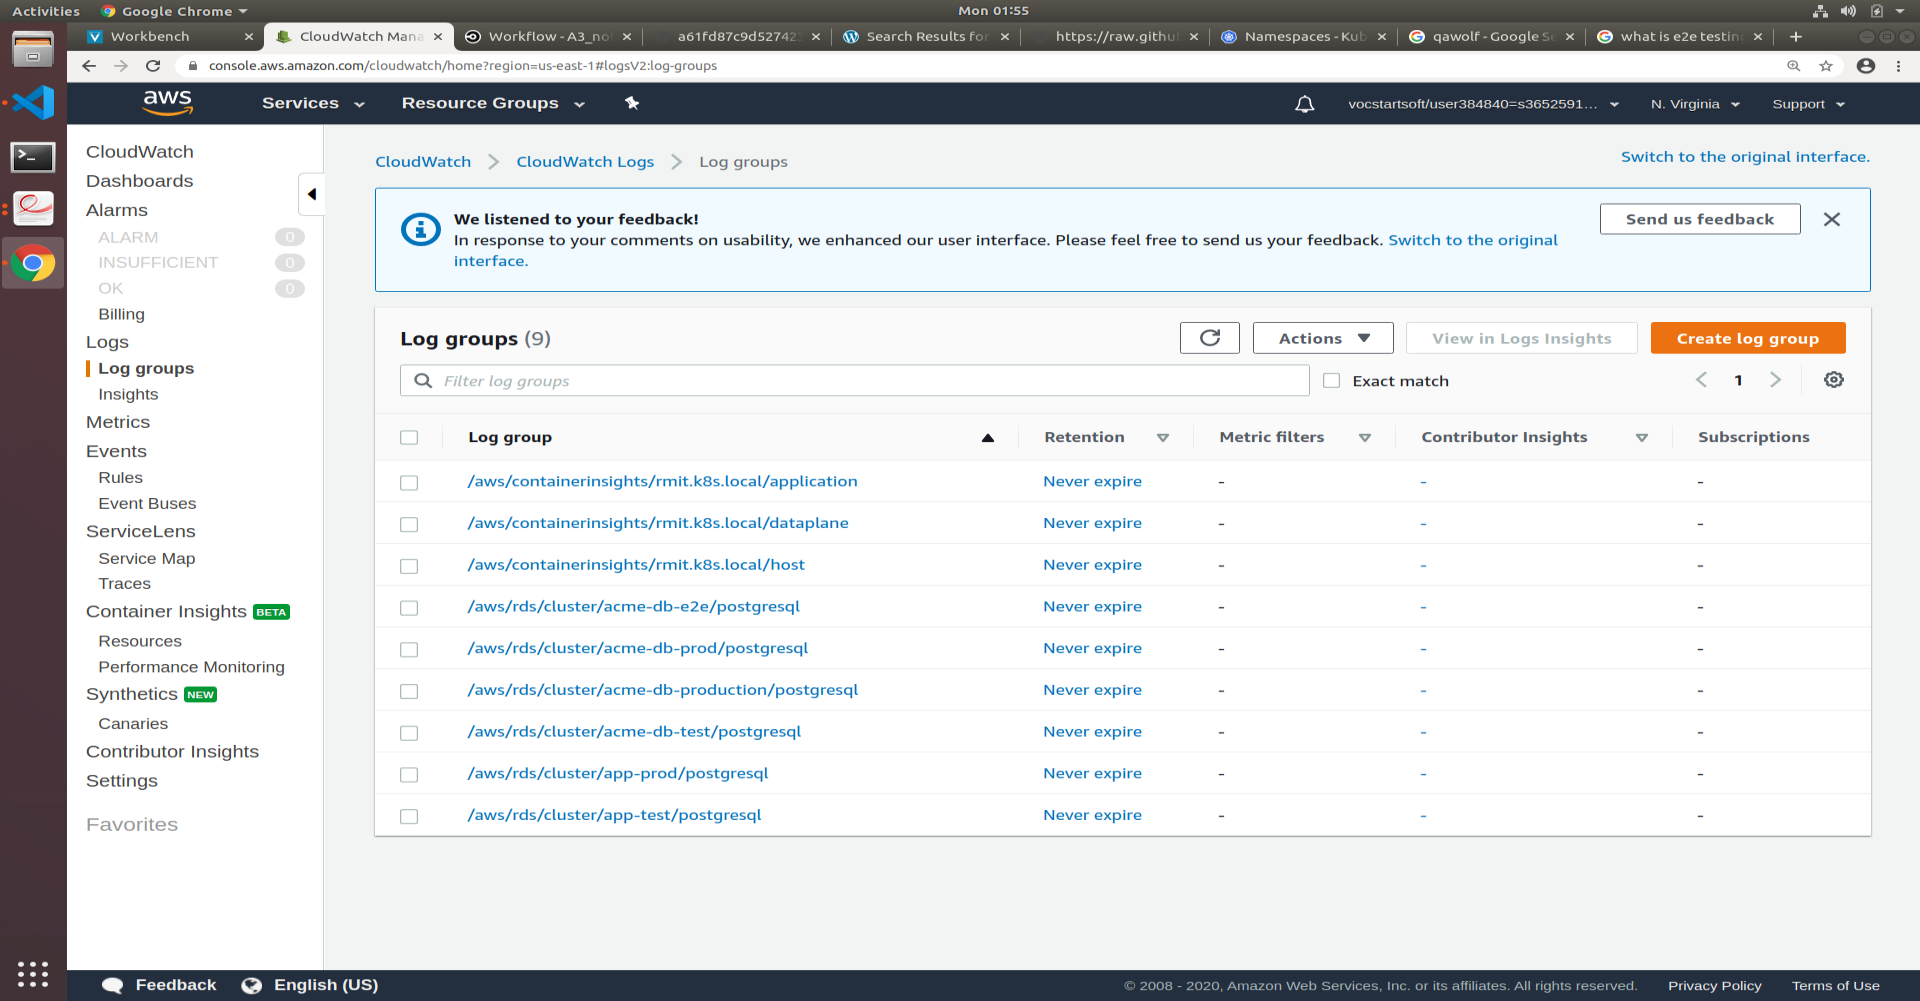 Activities
Google Chrome
Mon 01:55
Workbench
CloudWatch Mana
Workflow - A3_no
a61fd87c9d52742
Search Results for
https://raw.githu
Namespaces - Kub
qawolf - Google Se
what is e2e testing
console.aws.amazon.com/cloudwatch/home?region=us-east-1#logsV2:log-groups
aws
Services
Resource Groups
vocstartsoft/user384840=s3652591...
N. Virginia
Support
CloudWatch
Dashboards
Alarms
ALARM 0
INSUFFICIENT 0
OK 0
Billing
Logs
Log groups
Insights
Metrics
Events
Rules
Event Buses
ServiceLens
Service Map
Traces
Container Insights BETA
Resources
Performance Monitoring
Synthetics NEW
Canaries
Contributor Insights
Settings
Favorites
CloudWatch > CloudWatch Logs > Log groups
Switch to the original interface.
We listened to your feedback!
In response to your comments on usability, we enhanced our user interface. Please feel free to send us your feedback. Switch to the original
interface.
Send us feedback
Log groups (9)
Actions
View in Logs Insights
Create log group
Filter log groups
Exact match
1
Log group Retention Metric filters Contributor Insights Subscriptions
/aws/containerinsights/rmit.k8s.local/application Never expire - - -
/aws/containerinsights/rmit.k8s.local/dataplane Never expire - - -
/aws/containerinsights/rmit.k8s.local/host Never expire - - -
/aws/rds/cluster/acme-db-e2e/postgresql Never expire - - -
/aws/rds/cluster/acme-db-prod/postgresql Never expire - - -
/aws/rds/cluster/acme-db-production/postgresql Never expire - - -
/aws/rds/cluster/acme-db-test/postgresql Never expire - - -
/aws/rds/cluster/app-prod/postgresql Never expire - - -
/aws/rds/cluster/app-test/postgresql Never expire - - -
Feedback
English (US)
© 2008 - 2020, Amazon Web Services, Inc. or its affiliates. All rights reserved.
Privacy Policy
Terms of Use